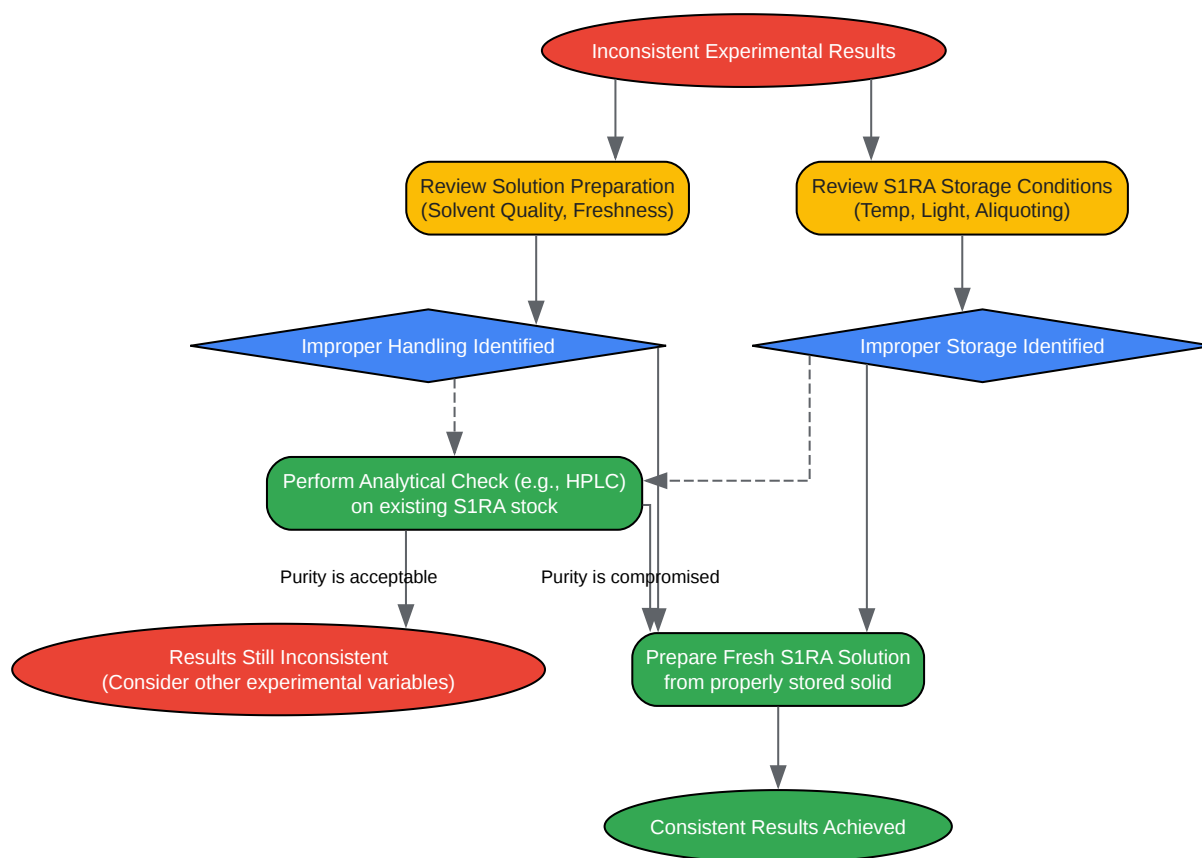 Inconsistent Experimental Results
Review Solution Preparation
(Solvent Quality, Freshness)
Review S1RA Storage Conditions
(Temp, Light, Aliquoting)
Improper Handling Identified
Improper Storage Identified
Perform Analytical Check (e.g., HPLC)
on existing S1RA stock
Purity is acceptable
Purity is compromised
Results Still Inconsistent
(Consider other experimental variables)
Prepare Fresh S1RA Solution
from properly stored solid
Consistent Results Achieved